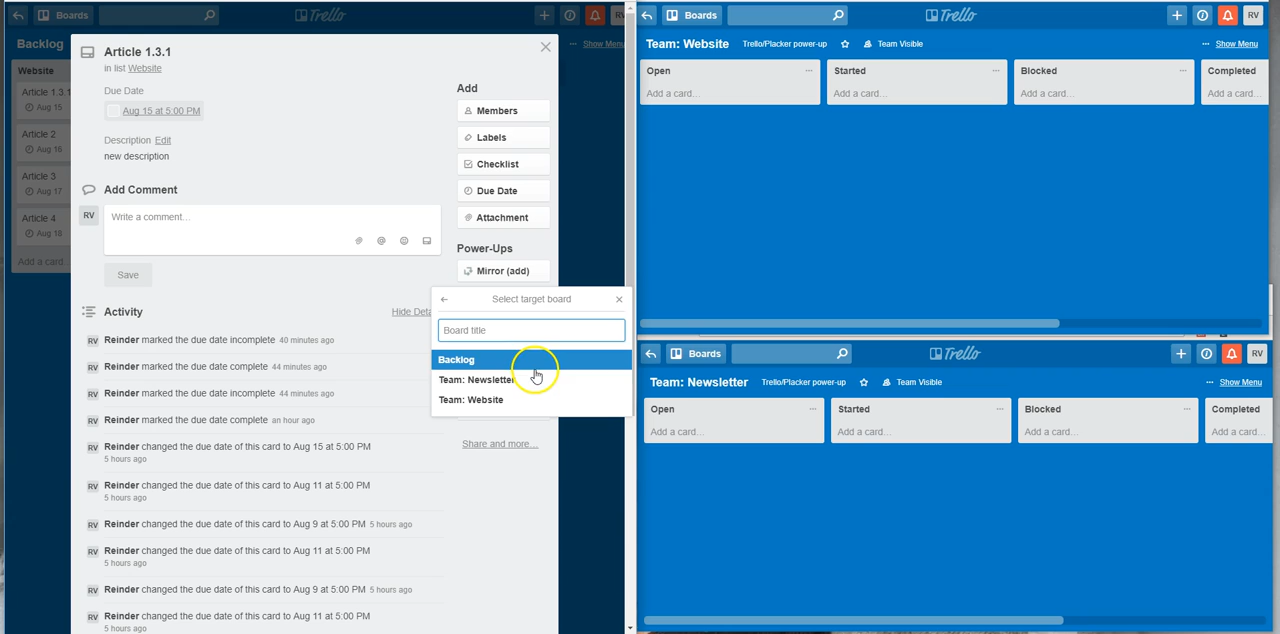 Boards
Trello
RV
Backlog
Show Menu
Website
Article 1.3.1
Aug 15
Article 2
Aug 16
Article 3
Aug 17
Article 4
Aug 18
Add a card...
Article 1.3.1
in list Website
Due Date
Aug 15 at 5:00 PM
Description Edit
new description
Add Comment
RV
Write a comment...
Save
Activity
Hide Deta
RV Reinder marked the due date incomplete 40 minutes ago
RV Reinder marked the due date complete 44 minutes ago
RV Reinder marked the due date incomplete 44 minutes ago
RV Reinder marked the due date complete an hour ago
RV Reinder changed the due date of this card to Aug 15 at 5:00 PM
5 hours ago
RV Reinder changed the due date of this card to Aug 11 at 5:00 PM
5 hours ago
RV Reinder changed the due date of this card to Aug 9 at 5:00 PM 5 hours ago
RV Reinder changed the due date of this card to Aug 11 at 5:00 PM
5 hours ago
RV Reinder changed the due date of this card to Aug 9 at 5:00 PM 5 hours ago
RV Reinder changed the due date of this card to Aug 11 at 5:00 PM
5 hours ago
Add
Members
Labels
Checklist
Due Date
Attachment
Power-Ups
Mirror (add)
Select target board
Board title
Backlog
Team: Newsletter
Team: Website
Share and more...
Boards
Trello
RV
Team: Website Trello/Placker power-up Team Visible
... Show Menu
Open ...
Add a card...
Started ...
Add a card...
Blocked ...
Add a card...
Completed
Add a card...
Boards
Trello
RV
Team: Newsletter Trello/Placker power-up Team Visible
... Show Menu
Open ...
Add a card...
Started ...
Add a card...
Blocked ...
Add a card...
Completed
Add a card...